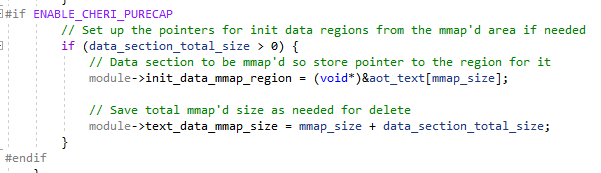 }
#if ENABLE_CHERI_PURECAP
// Set up the pointers for init data regions from the mmap'd area if needed
if (data_section_total_size > 0) {
// Data section to be mmap'd so store pointer to the region for it
module->init_data_mmap_region = (void*)&aot_text[mmap_size];
// Save total mmap'd size as needed for delete
module->text_data_mmap_size = mmap_size + data_section_total_size;
}
#endif
}